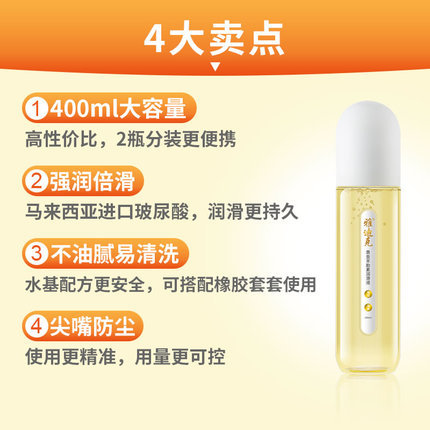 4大卖点
1 400ml大容量
高性价比，2瓶分装更便携
2 强润倍滑
马来西亚进口玻尿酸，润滑更持久
3 不油腻易清洗
水基配方更安全，可搭配橡胶套套使用
4 尖嘴防尘
使用更精准，用量更可控